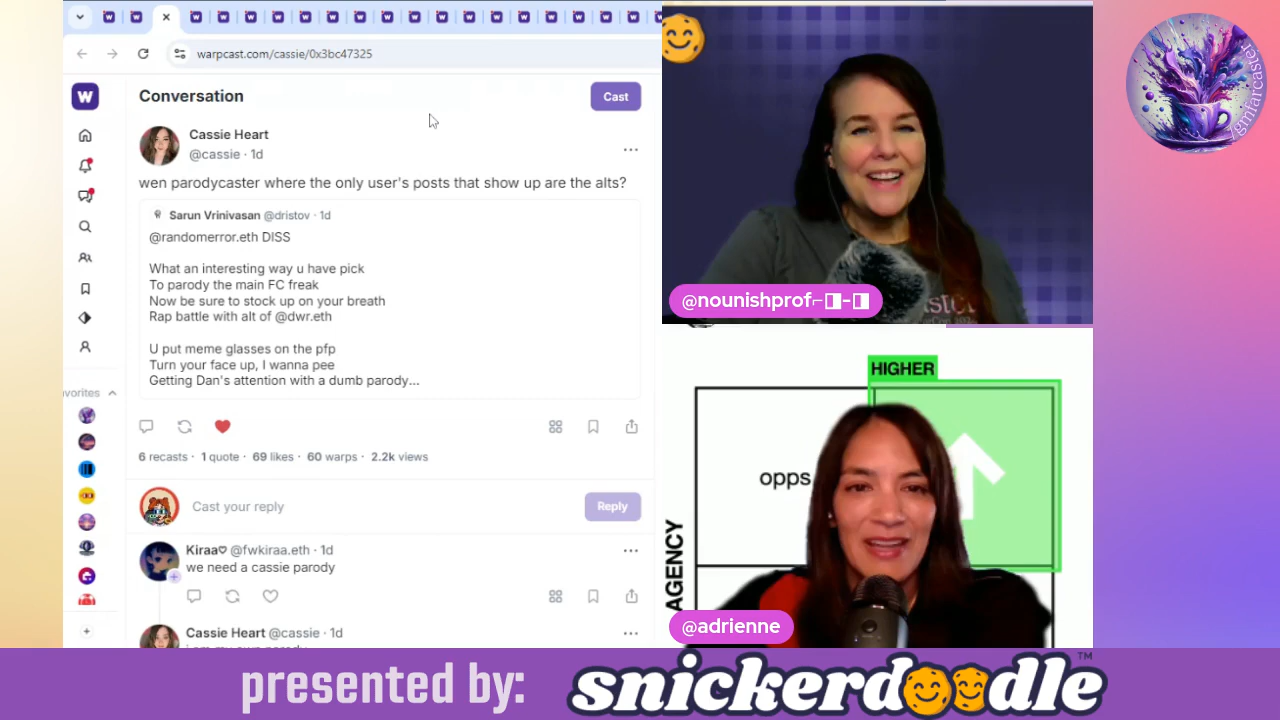 warpcast.com/cassie/0x3bc47325
Conversation
Cast
Cassie Heart
@cassie · 1d
wen parodycaster where the only user's posts that show up are the alts?
Sarun Vrinivasan @dristov · 1d
@randomerror.eth DISS
What an interesting way u have pick
To parody the main FC freak
Now be sure to stock up on your breath
Rap battle with alt of @dwr.eth
U put meme glasses on the pfp
Turn your face up, I wanna pee
Getting Dan's attention with a dumb parody...
6 recasts · 1 quote · 69 likes · 60 warps · 2.2k views
Cast your reply
Reply
Kiraa♡ @fwkiraa.eth · 1d
we need a cassie parody
Cassie Heart @cassie · 1d
vorites
@nounishprof⌐◨-◨
HIGHER
opps
AGENCY
@adrienne
gmfarcaster
presented by:
snickerdoodle™